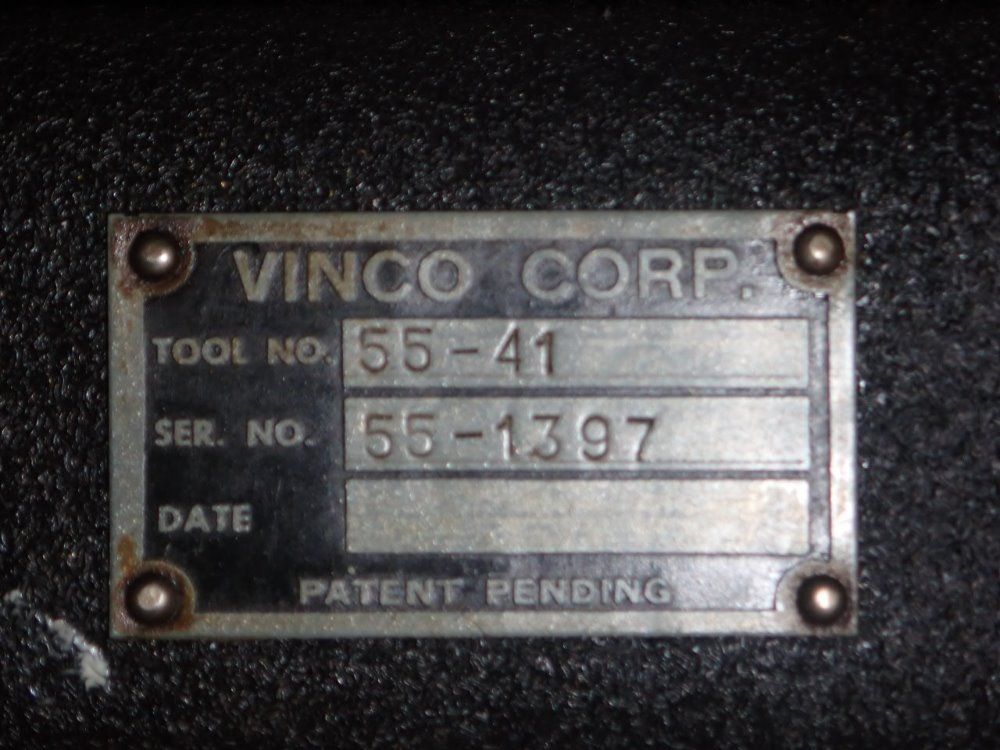 VINCO CORP.
TOOL NO. 55-41
SER. NO. 55-1397
DATE
PATENT PENDING